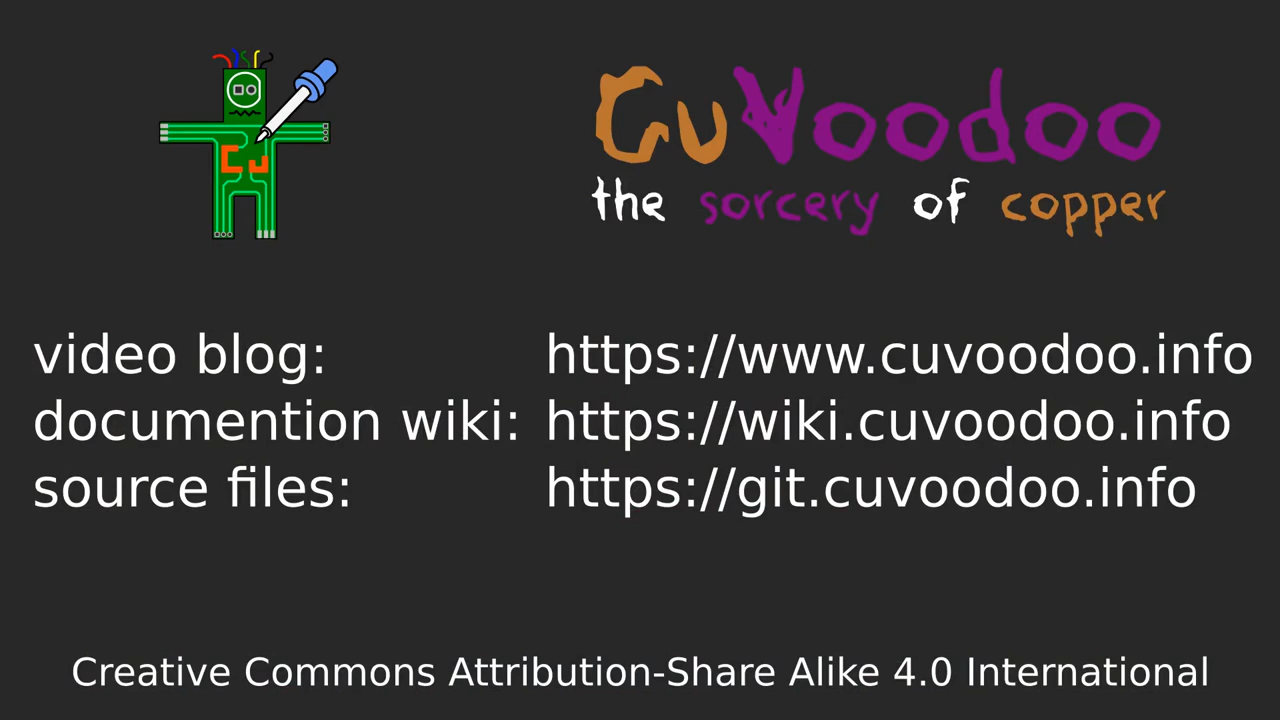 Cu
CuVoodoo
the sorcery of copper
video blog: https://www.cuvoodoo.info
documention wiki: https://wiki.cuvoodoo.info
source files: https://git.cuvoodoo.info
Creative Commons Attribution-Share Alike 4.0 International